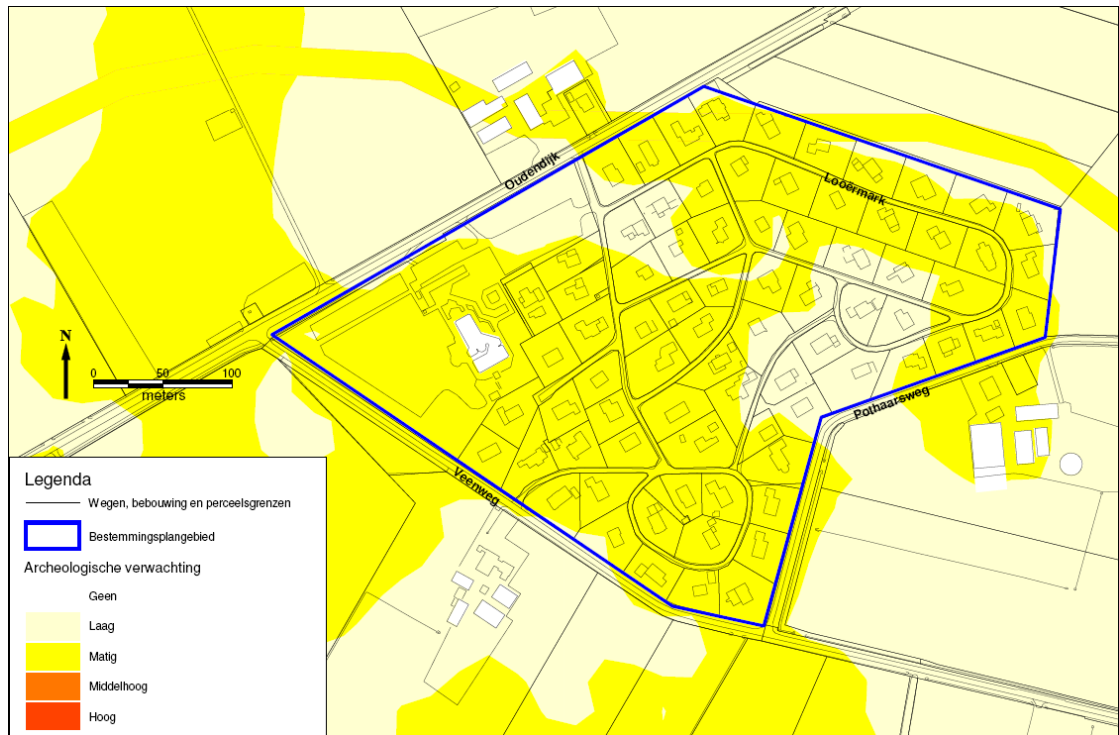 Oudendijk
Looërmark
N
0 50 100
meters
Pothaarsweg
Veenweg
Legenda
Wegen, bebouwing en perceelsgrenzen
Bestemmingsplangebied
Archeologische verwachting
Geen
Laag
Matig
Middelhoog
Hoog